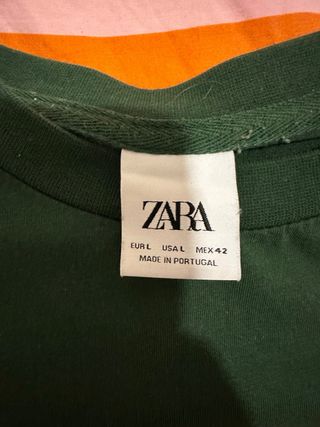 ZARA
EUR L USA L MEX 42
MADE IN PORTUGAL